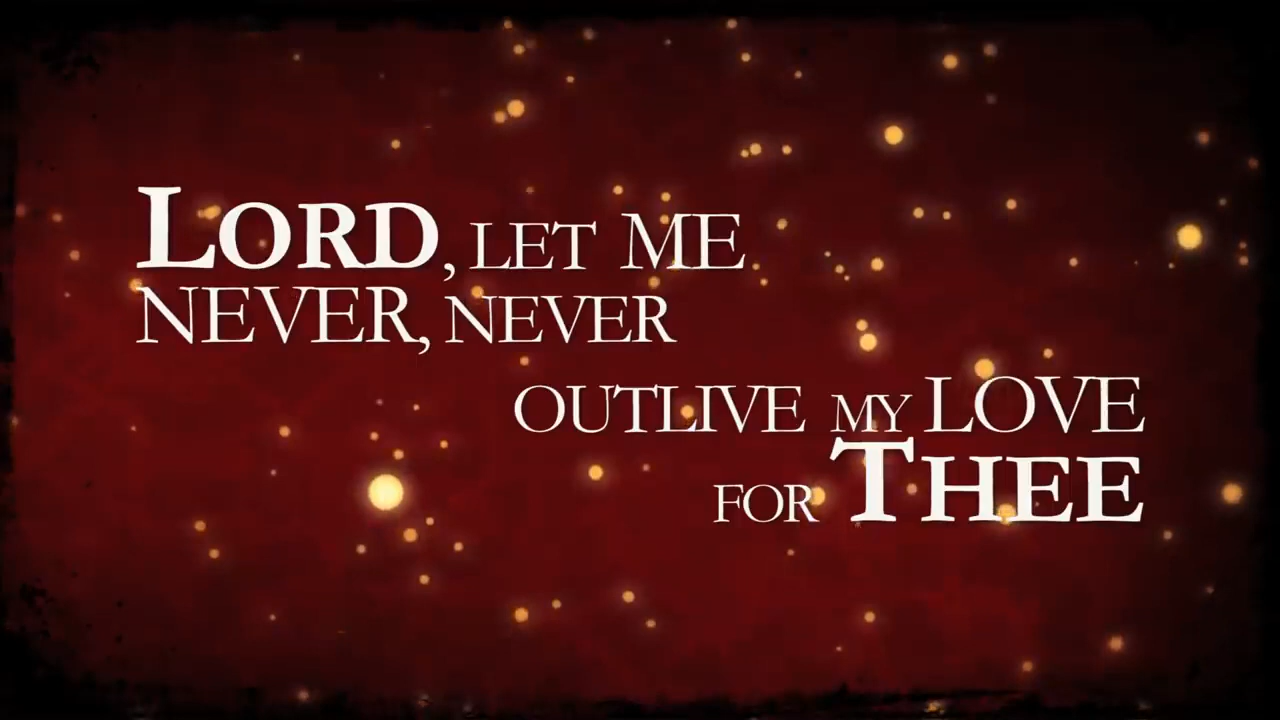 LORD, LET ME
NEVER, NEVER
OUTLIVE MY LOVE
FOR THEE